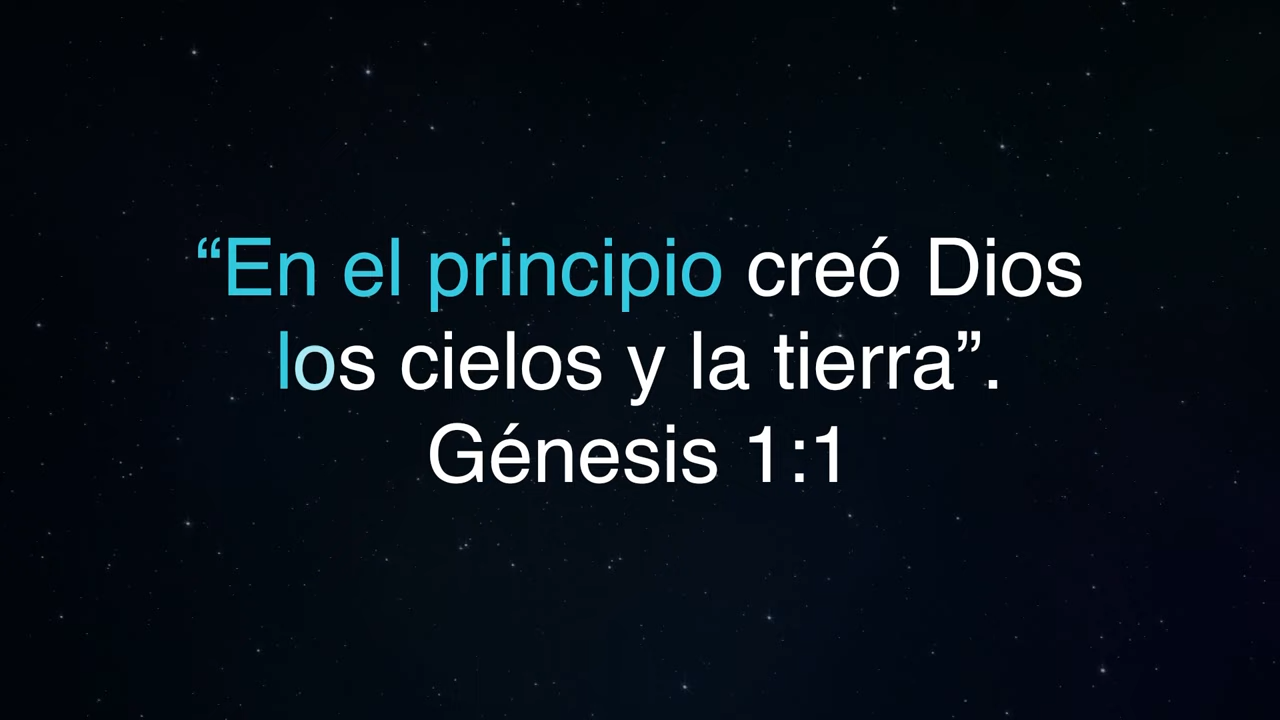 “En el principio creó Dios
los cielos y la tierra”.
Génesis 1:1